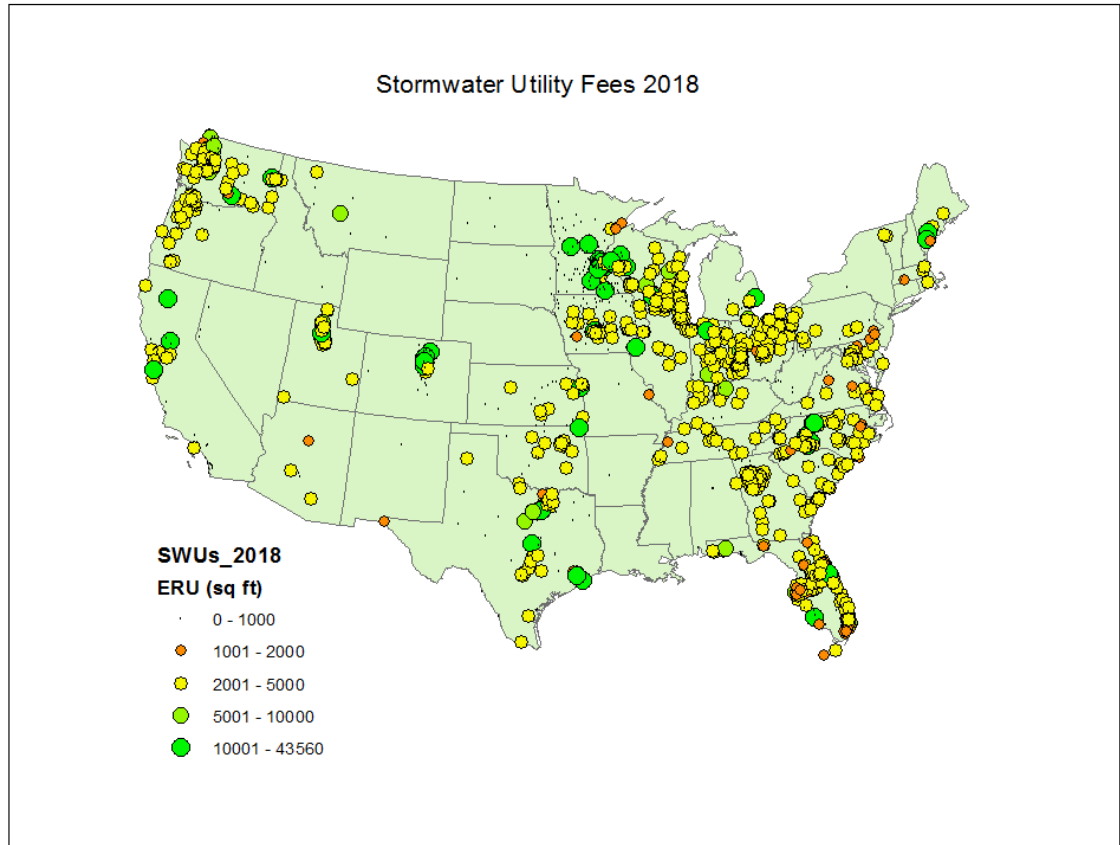 Stormwater Utility Fees 2018
SWUs_2018
ERU (sq ft)
0 - 1000
1001 - 2000
2001 - 5000
5001 - 10000
10001 - 43560